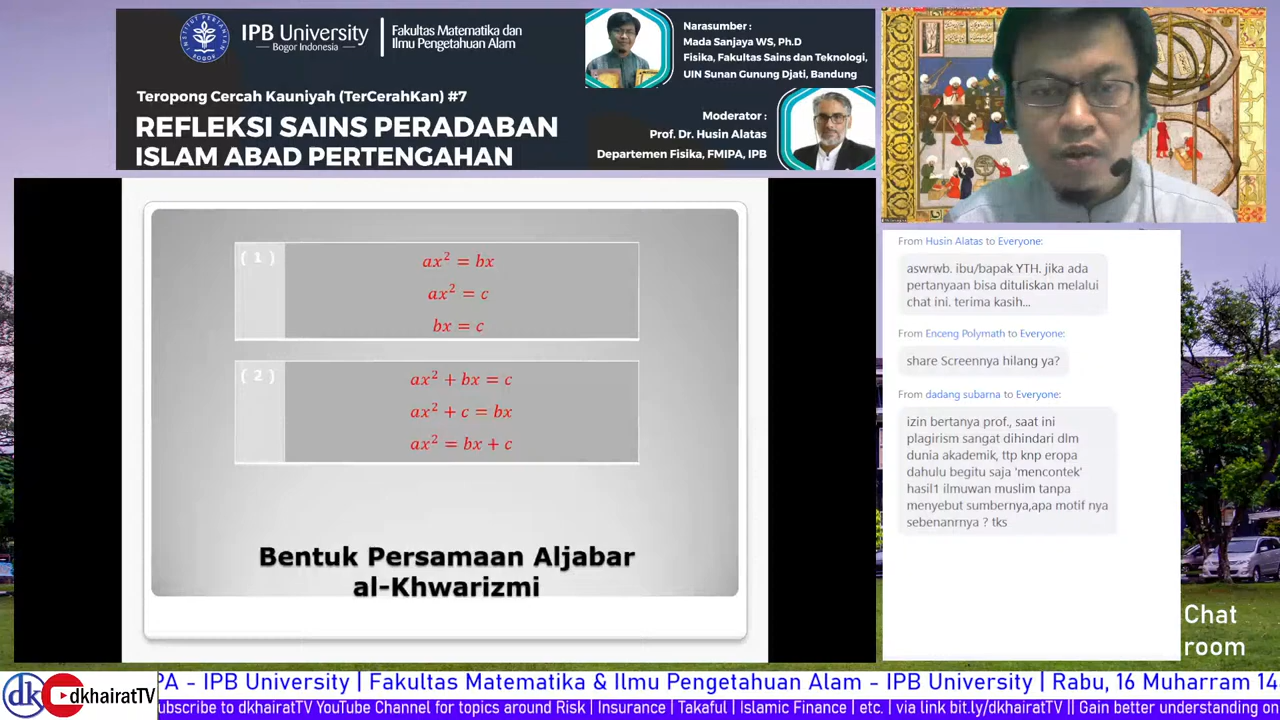 IPB University
Bogor Indonesia
Fakultas Matematika dan
Ilmu Pengetahuan Alam
Teropong Cercah Kauniyah (TerCerahKan) #7
REFLEKSI SAINS PERADABAN
ISLAM ABAD PERTENGAHAN
Narasumber :
Mada Sanjaya WS, Ph.D
Fisika, Fakultas Sains dan Teknologi,
UIN Sunan Gunung Djati, Bandung
Moderator :
Prof. Dr. Husin Alatas
Departemen Fisika, FMIPA, IPB
( 1 )
ax² = bx
ax² = c
bx = c
( 2 )
ax² + bx = c
ax² + c = bx
ax² = bx + c
Bentuk Persamaan Aljabar
al-Khwarizmi
From Husin Alatas to Everyone:
aswrwb. ibu/bapak YTH. jika ada
pertanyaan bisa dituliskan melalui
chat ini. terima kasih...
From Enceng Polymath to Everyone:
share Screennya hilang ya?
From dadang subarna to Everyone:
izin bertanya prof., saat ini
plagirism sangat dihindari dlm
dunia akademik, ttp knp eropa
dahulu begitu saja 'mencontek'
hasil1 ilmuwan muslim tanpa
menyebut sumbernya,apa motif nya
sebenanrnya ? tks
Chat
room
dk
dkhairatTV
PA - IPB University | Fakultas Matematika & Ilmu Pengetahuan Alam - IPB University | Rabu, 16 Muharram 14
ubscribe to dkhairatTV YouTube Channel for topics around Risk | Insurance | Takaful | Islamic Finance | etc. | via link bit.ly/dkhairatTV || Gain better understanding on